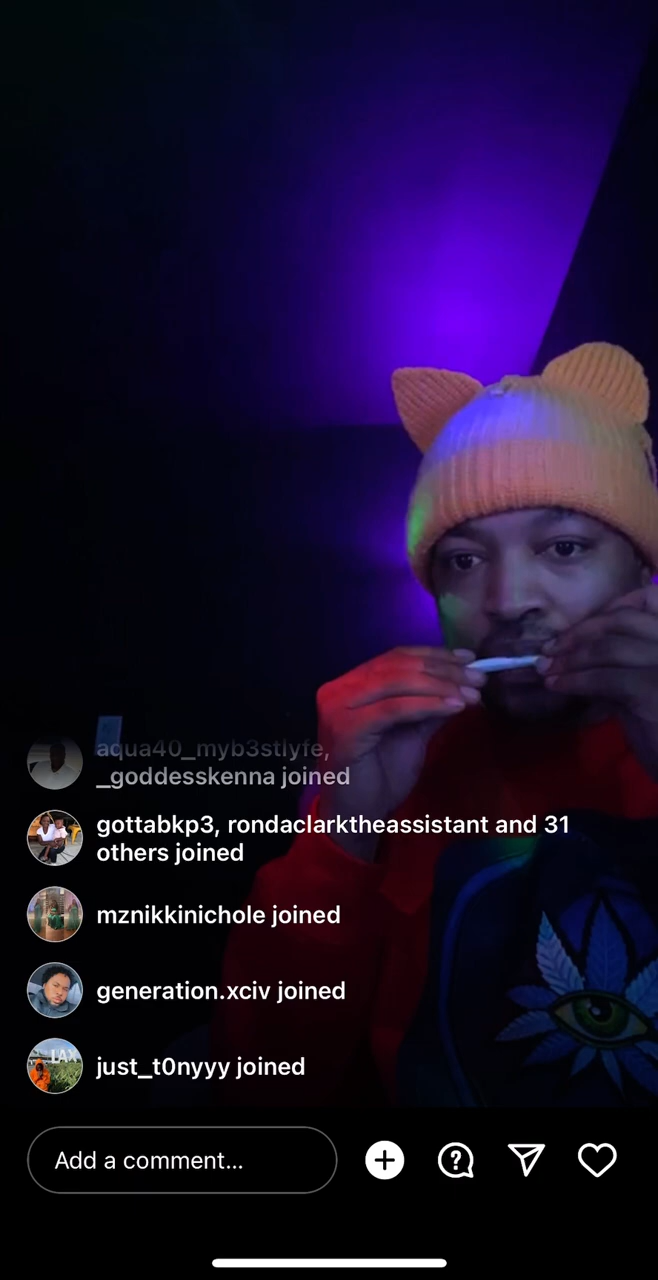 aqua40_myb3stlyfe,
_goddesskenna joined
gottabkp3, rondaclarktheassistant and 31
others joined
mznikkinichole joined
generation.xciv joined
just_t0nyyy joined
Add a comment...